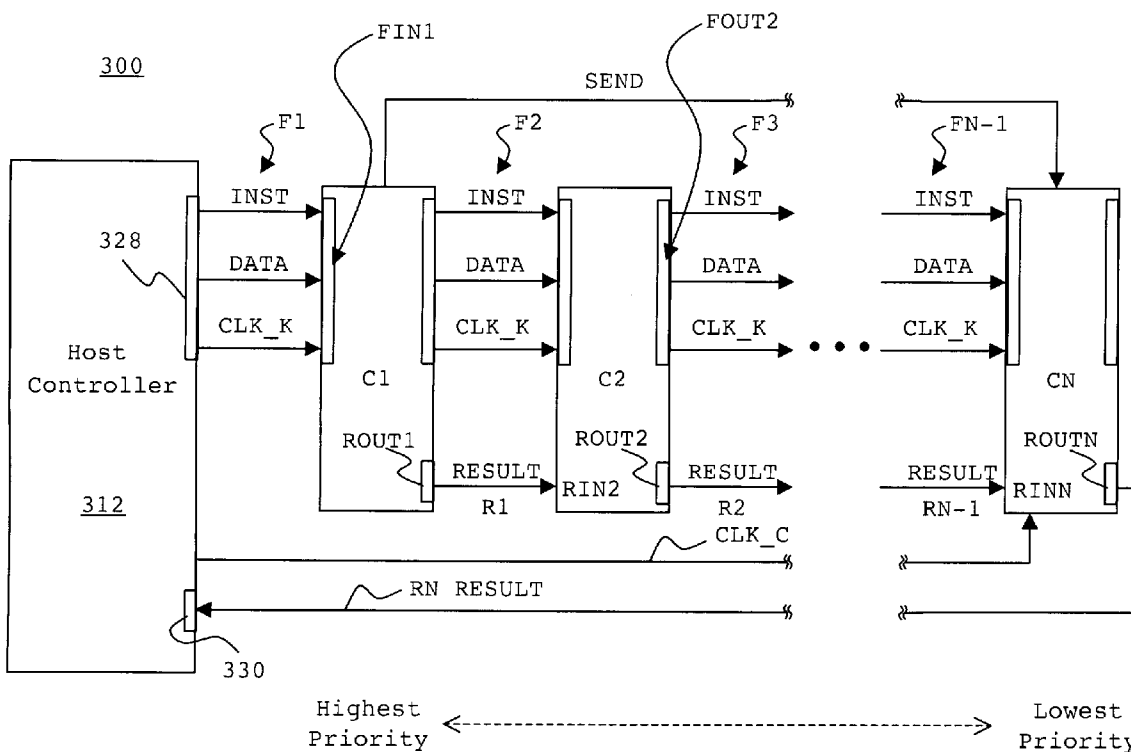 FIN1
FOUT2
300
SEND
F1
F2
F3
FN-1
INST
INST
INST
INST
328
DATA
DATA
DATA
DATA
CLK_K
CLK_K
CLK_K
CLK_K
Host
Controller
C1
C2
CN
ROUT1
ROUT2
ROUTN
RESULT
RESULT
RESULT
312
RIN2
RINN
R1
R2
RN-1
CLK_C
RN RESULT
330
Highest
Priority
Lowest
Priority